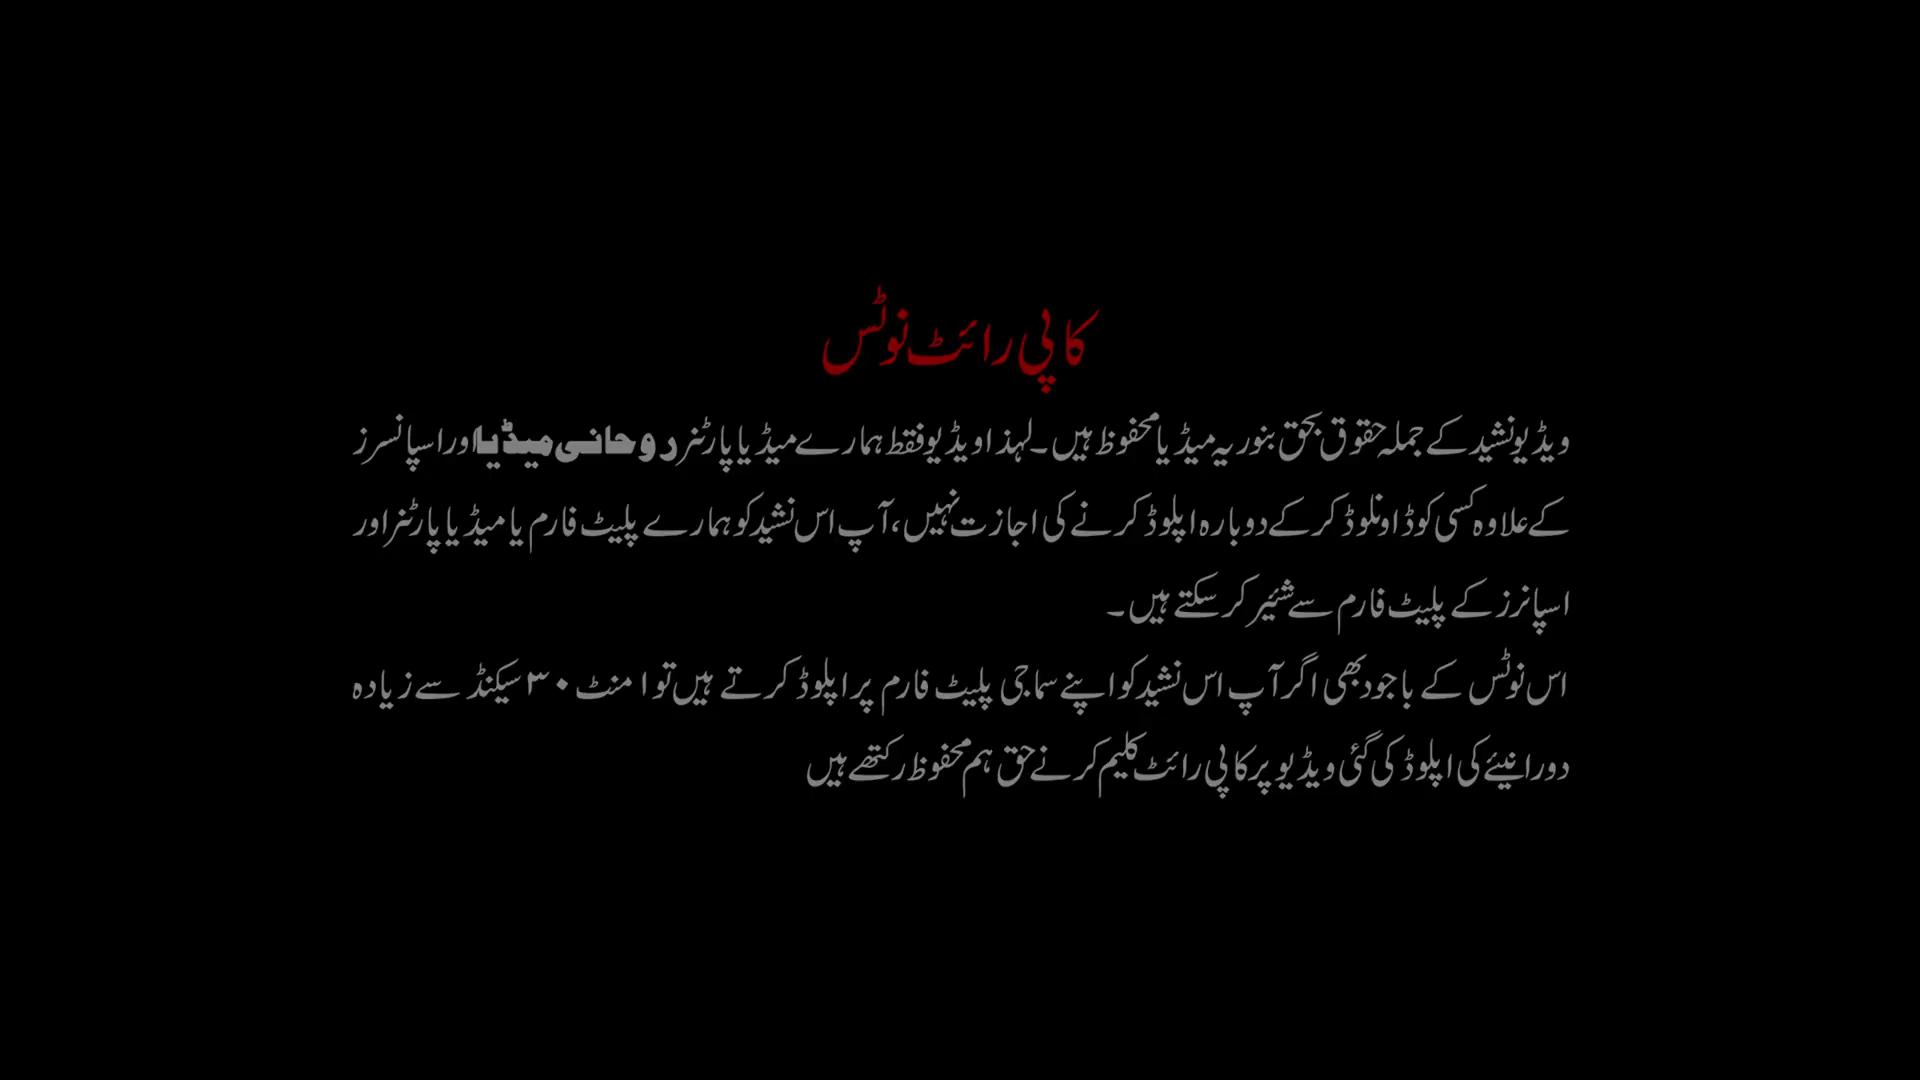 کاپی رائٹ نوٹس
ویڈیو نشید کے جملہ حقوق بحق بنوریہ میڈیا محفوظ ہیں۔ لہذا ویڈیو فقط ہمارے میڈیا پارٹنر روحانی میڈیا اور اسپانسرز
کے علاوہ کسی کو ڈاونلوڈ کر کے دوبارہ اپلوڈ کرنے کی اجازت نہیں، آپ اس نشید کو ہمارے پلیٹ فارم یا میڈیا پارٹنر اور
اسپانرز کے پلیٹ فارم سے شئیر کر سکتے ہیں۔
اس نوٹس کے باجود بھی اگر آپ اس نشید کو اپنے سماجی پلیٹ فارم پر اپلوڈ کرتے ہیں تو ۱ منٹ ۳۰ سیکنڈ سے زیادہ
دورانیئے کی اپلوڈ کی گئی ویڈیو پر کاپی رائٹ کلیم کرنے حق ہم محفوظ رکتھے ہیں